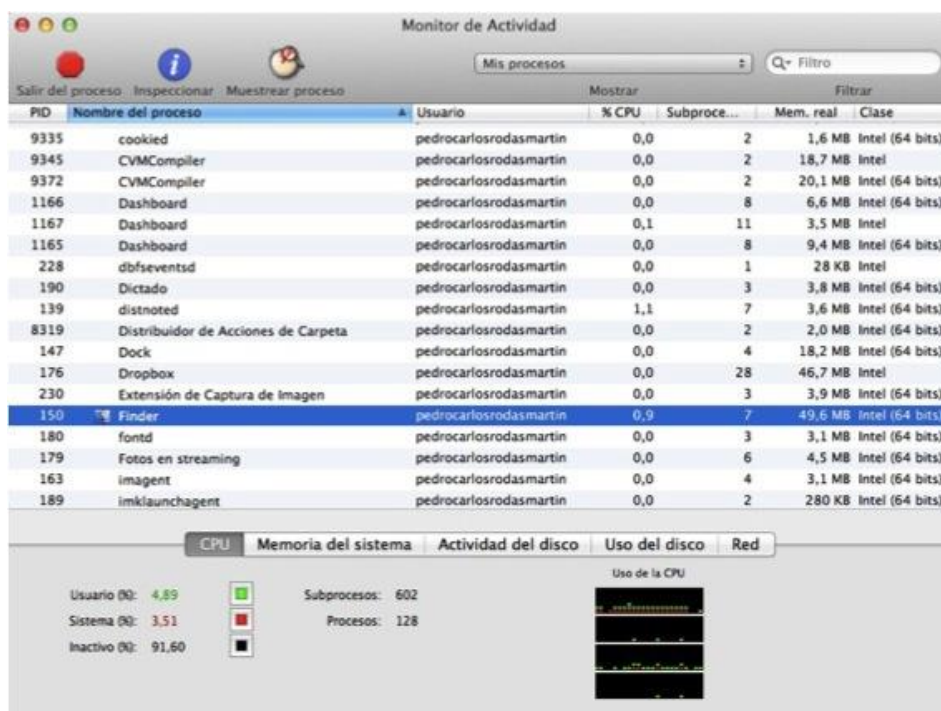 Monitor de Actividad
Mis procesos
Filtro
Salir del proceso Inspeccionar Muestrear proceso Mostrar Filtrar
PID Nombre del proceso Usuario % CPU Subproce... Mem. real Clase
9335 cookied pedrocarlosrodasmartin 0,0 2 1,6 MB Intel (64 bits)
9345 CVMCompiler pedrocarlosrodasmartin 0,0 2 18,7 MB Intel
9372 CVMCompiler pedrocarlosrodasmartin 0,0 2 20,1 MB Intel (64 bits)
1166 Dashboard pedrocarlosrodasmartin 0,0 8 6,6 MB Intel (64 bits)
1167 Dashboard pedrocarlosrodasmartin 0,1 11 3,5 MB Intel
1165 Dashboard pedrocarlosrodasmartin 0,0 8 9,4 MB Intel (64 bits)
228 dbfseventsd pedrocarlosrodasmartin 0,0 1 28 KB Intel
190 Dictado pedrocarlosrodasmartin 0,0 3 3,8 MB Intel (64 bits)
139 distnoted pedrocarlosrodasmartin 1,1 7 3,6 MB Intel (64 bits)
8319 Distribuidor de Acciones de Carpeta pedrocarlosrodasmartin 0,0 2 2,0 MB Intel (64 bits)
147 Dock pedrocarlosrodasmartin 0,0 4 18,2 MB Intel (64 bits)
176 Dropbox pedrocarlosrodasmartin 0,0 28 46,7 MB Intel
230 Extensión de Captura de Imagen pedrocarlosrodasmartin 0,0 3 3,9 MB Intel (64 bits)
150 Finder pedrocarlosrodasmartin 0,9 7 49,6 MB Intel (64 bits)
180 fontd pedrocarlosrodasmartin 0,0 3 3,1 MB Intel (64 bits)
179 Fotos en streaming pedrocarlosrodasmartin 0,0 6 4,5 MB Intel (64 bits)
163 imagent pedrocarlosrodasmartin 0,0 4 3,1 MB Intel (64 bits)
189 imklaunchagent pedrocarlosrodasmartin 0,0 2 280 KB Intel (64 bits)
CPU Memoria del sistema Actividad del disco Uso del disco Red
Uso de la CPU
Usuario (%): 4,89 Subprocesos: 602
Sistema (%): 3,51 Procesos: 128
Inactivo (%): 91,60